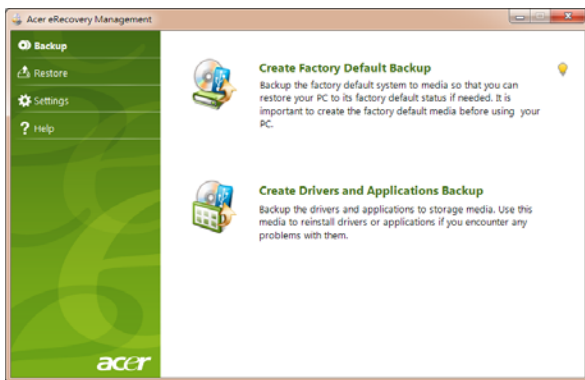 Acer eRecovery Management
Backup
Restore
Settings
Help
Create Factory Default Backup
Backup the factory default system to media so that you can
restore your PC to its factory default status if needed. It is
important to create the factory default media before using your
PC.
Create Drivers and Applications Backup
Backup the drivers and applications to storage media. Use this
media to reinstall drivers or applications if you encounter any
problems with them.
acer